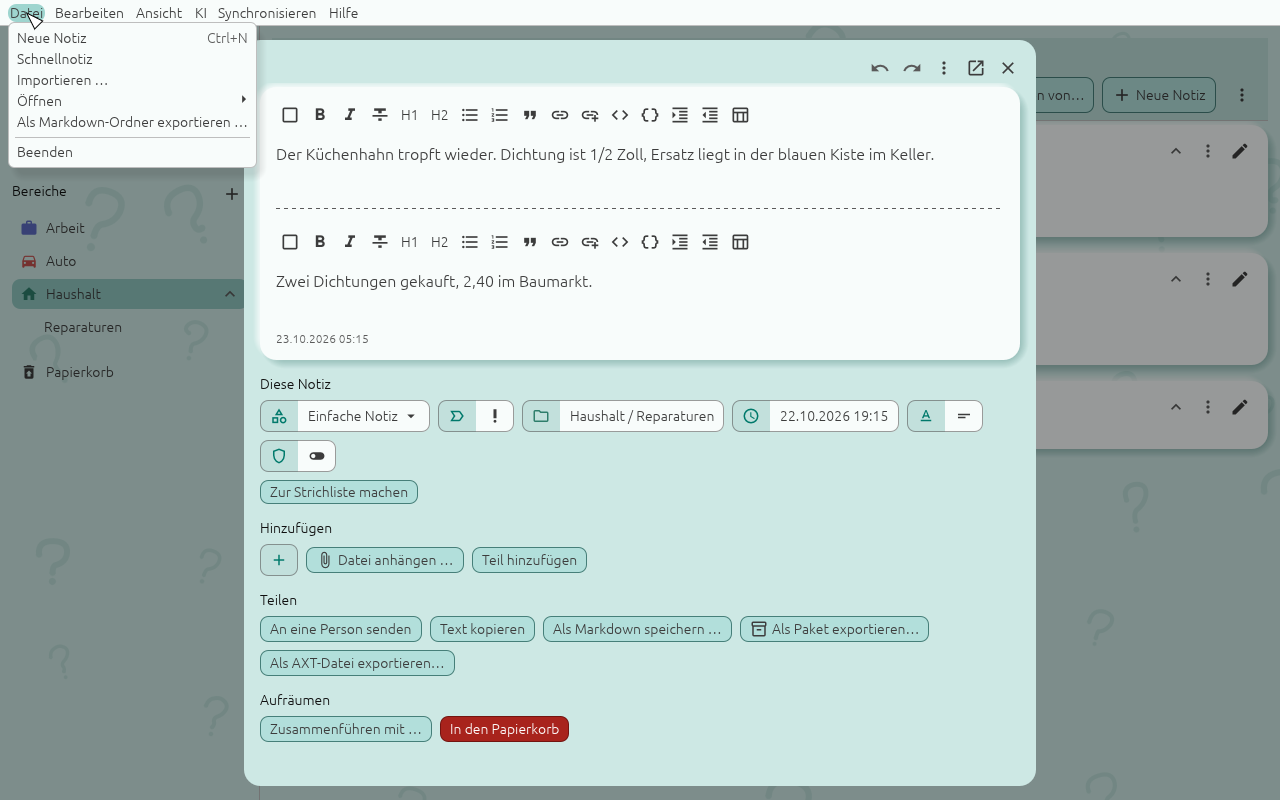 Datei Bearbeiten Ansicht KI Synchronisieren Hilfe
Neue Notiz Ctrl+N
Schnellnotiz
Importieren …
Öffnen
Als Markdown-Ordner exportieren …
Beenden
n von… Neue Notiz
Bereiche
Arbeit
Auto
Haushalt
Reparaturen
Papierkorb
H1 H2
Der Küchenhahn tropft wieder. Dichtung ist 1/2 Zoll, Ersatz liegt in der blauen Kiste im Keller.
H1 H2
Zwei Dichtungen gekauft, 2,40 im Baumarkt.
23.10.2026 05:15
Diese Notiz
Einfache Notiz Haushalt / Reparaturen 22.10.2026 19:15
Zur Strichliste machen
Hinzufügen
Datei anhängen … Teil hinzufügen
Teilen
An eine Person senden Text kopieren Als Markdown speichern … Als Paket exportieren…
Als AXT-Datei exportieren…
Aufräumen
Zusammenführen mit … In den Papierkorb